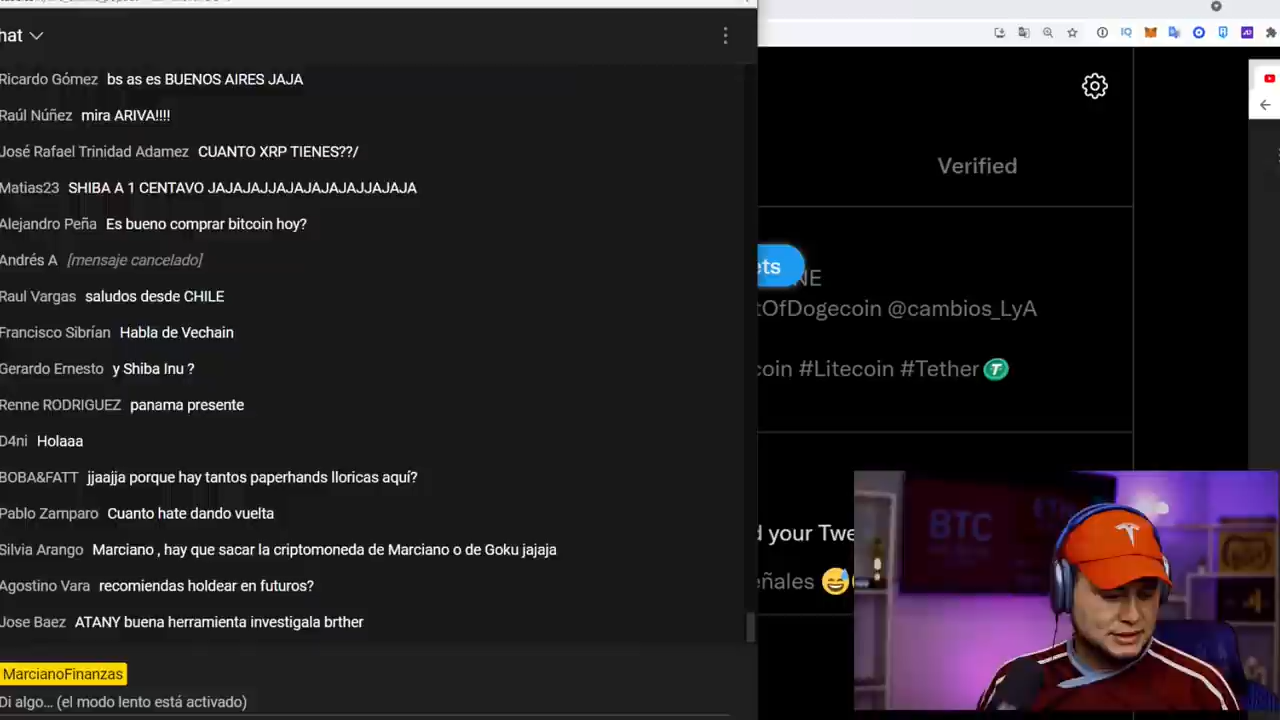 hat
Ricardo Gómez bs as es BUENOS AIRES JAJA
Raúl Núñez mira ARIVA!!!!
José Rafael Trinidad Adamez CUANTO XRP TIENES??/
Matias23 SHIBA A 1 CENTAVO JAJAJAJJAJAJAJAJAJJAJAJA
Alejandro Peña Es bueno comprar bitcoin hoy?
Andrés A [mensaje cancelado]
Raul Vargas saludos desde CHILE
Francisco Sibrían Habla de Vechain
Gerardo Ernesto y Shiba Inu ?
Renne RODRIGUEZ panama presente
D4ni Holaaa
BOBA&FATT jjaajja porque hay tantos paperhands lloricas aquí?
Pablo Zamparo Cuanto hate dando vuelta
Silvia Arango Marciano , hay que sacar la criptomoneda de Marciano o de Goku jajaja
Agostino Vara recomiendas holdear en futuros?
Jose Baez ATANY buena herramienta investigala brther
MarcianoFinanzas
Di algo... (el modo lento está activado)
Verified
ets
NE
tOfDogecoin @cambios_LyA
coin #Litecoin #Tether
d your Twe
eñales
BTC